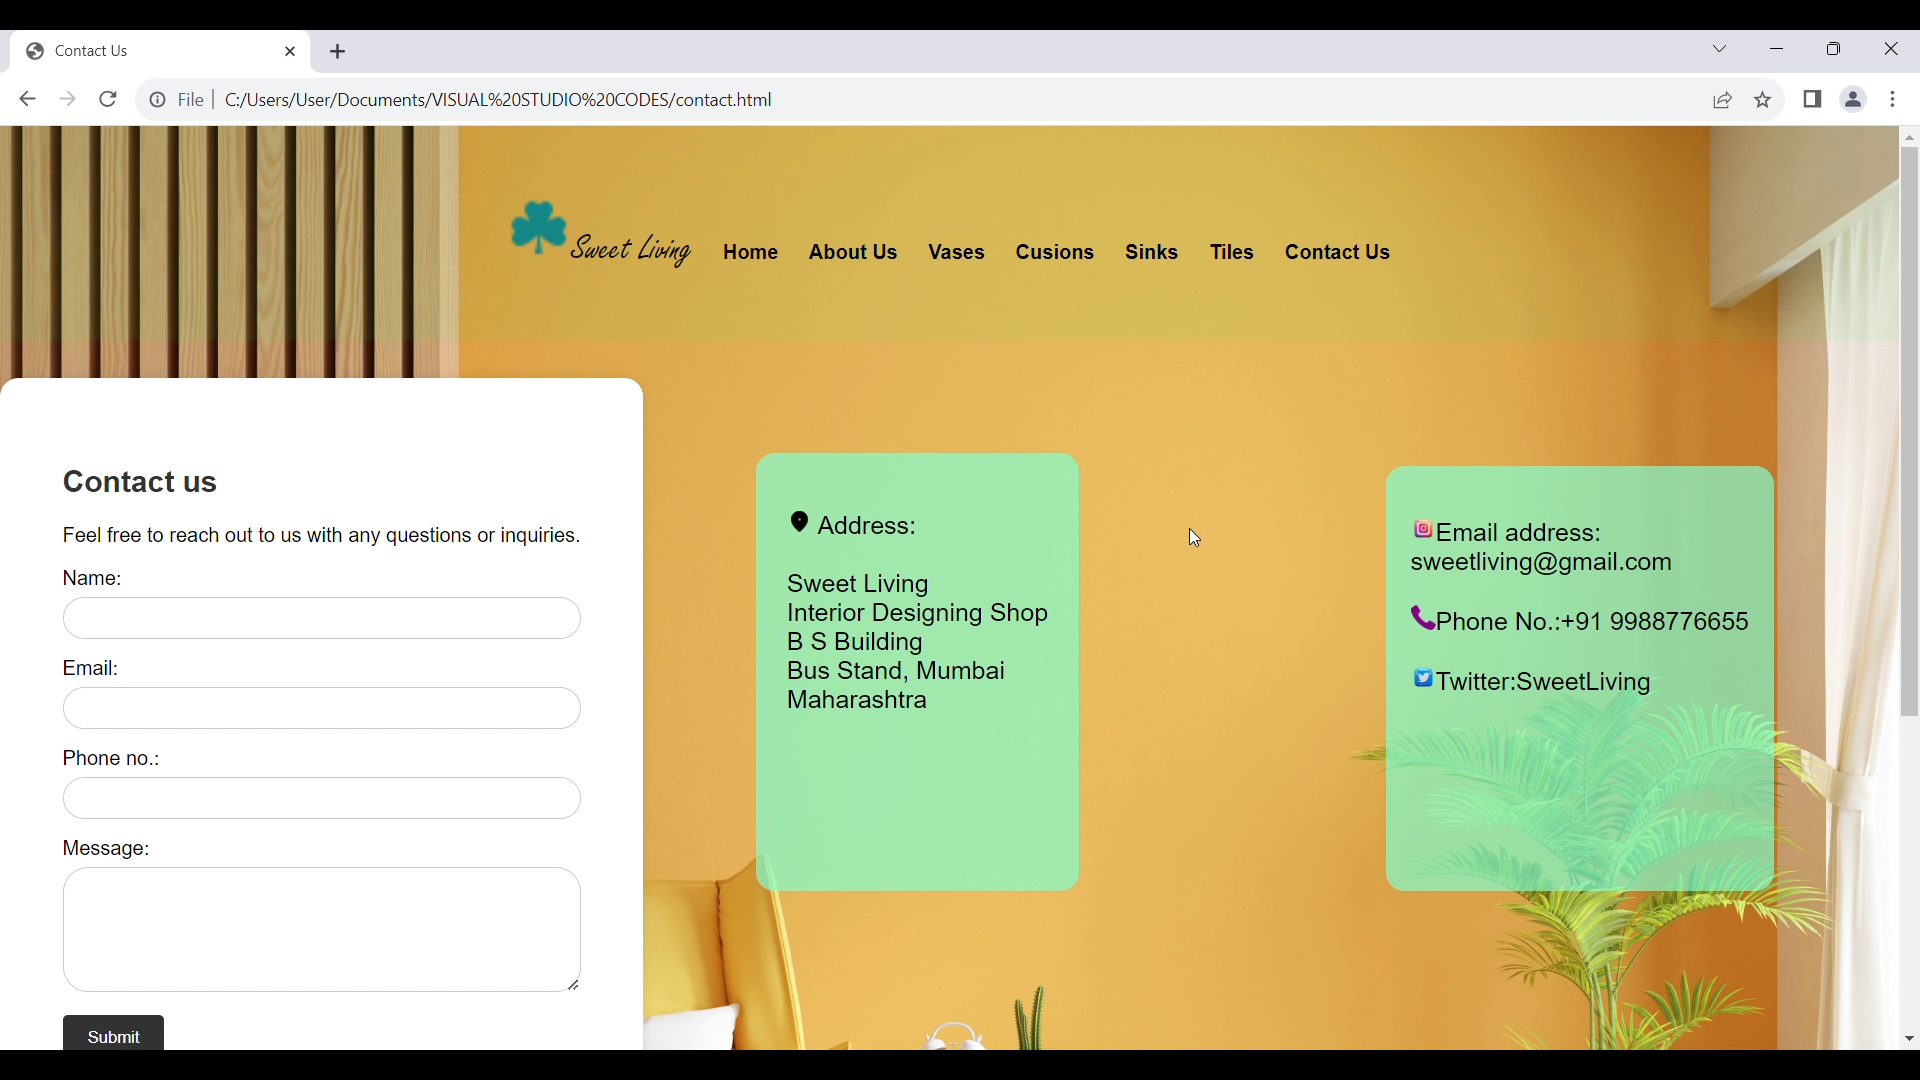 Contact Us
File
C:/Users/User/Documents/VISUAL%20STUDIO%20CODES/contact.html
Sweet Living
Home
About Us
Vases
Cusions
Sinks
Tiles
Contact Us
Contact us
Feel free to reach out to us with any questions or inquiries.
Name:
Email:
Phone no.:
Message:
Submit
Address:
Sweet Living
Interior Designing Shop
B S Building
Bus Stand, Mumbai
Maharashtra
Email address:
sweetliving@gmail.com
Phone No.:+91 9988776655
Twitter:SweetLiving